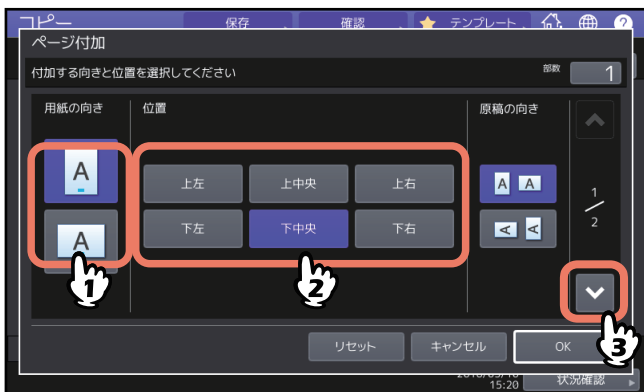 コピー
保存
確認
テンプレート
?
ページ付加
付加する向きと位置を選択してください
部数
1
用紙の向き
位置
原稿の向き
A
A
上左
上中央
上右
下左
下中央
下右
A A
A A
1
/
2
1
2
3
リセット
キャンセル
OK
15:20
状況確認